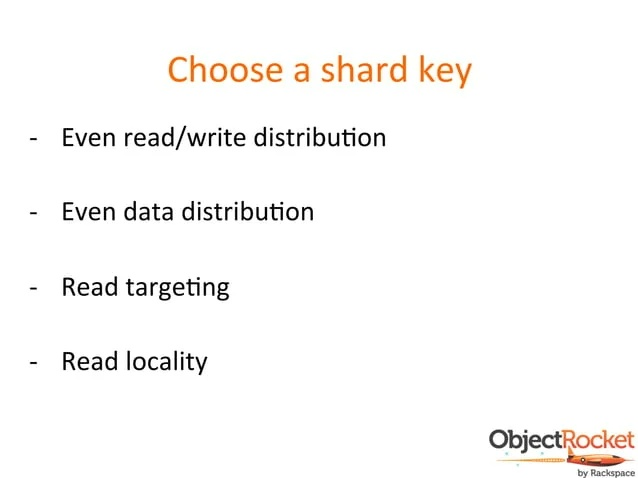 Choose a shard key
- Even read/write distribution
- Even data distribution
- Read targeting
- Read locality
ObjectRocket
by Rackspace